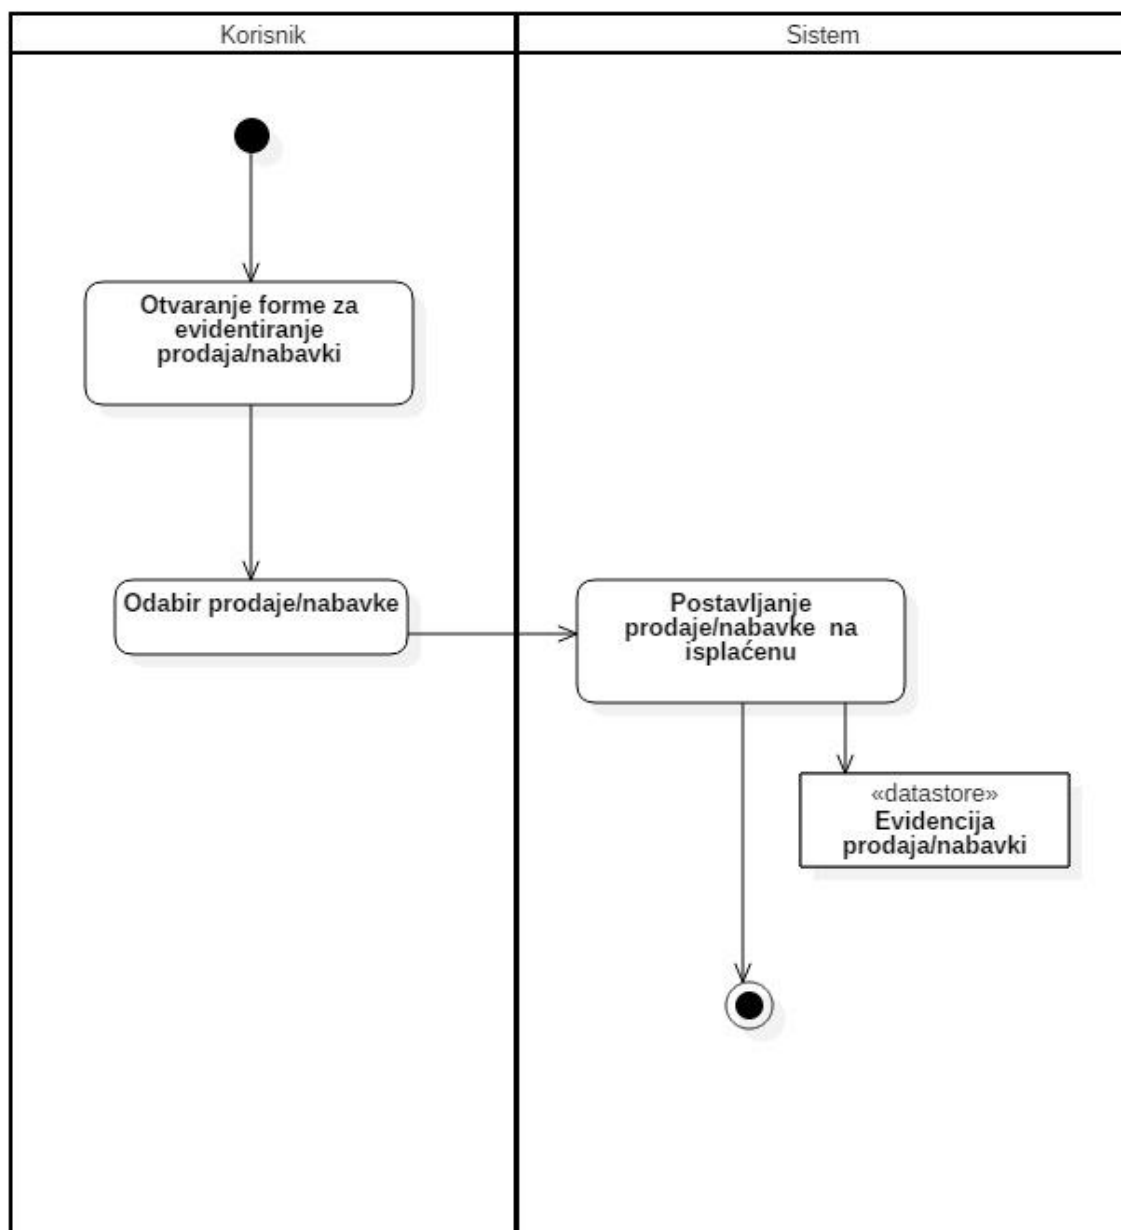 Korisnik
Sistem
Otvaranje forme za
evidentiranje
prodaja/nabavki
Odabir prodaje/nabavke
Postavljanje
prodaje/nabavke na
isplaćenu
«datastore»
Evidencija
prodaja/nabavki